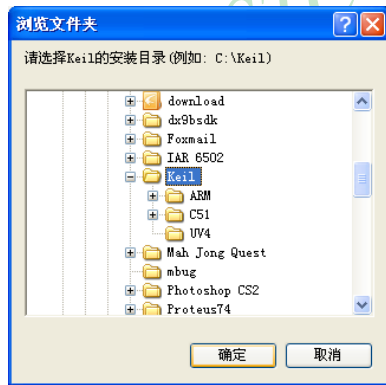 浏览文件夹
请选择Keil的安装目录(例如: C:\Keil)
download
dx9bsdk
Foxmail
IAR 6502
Keil
ARM
C51
UV4
Mah Jong Quest
mbug
Photoshop CS2
Proteus74
确定 取消